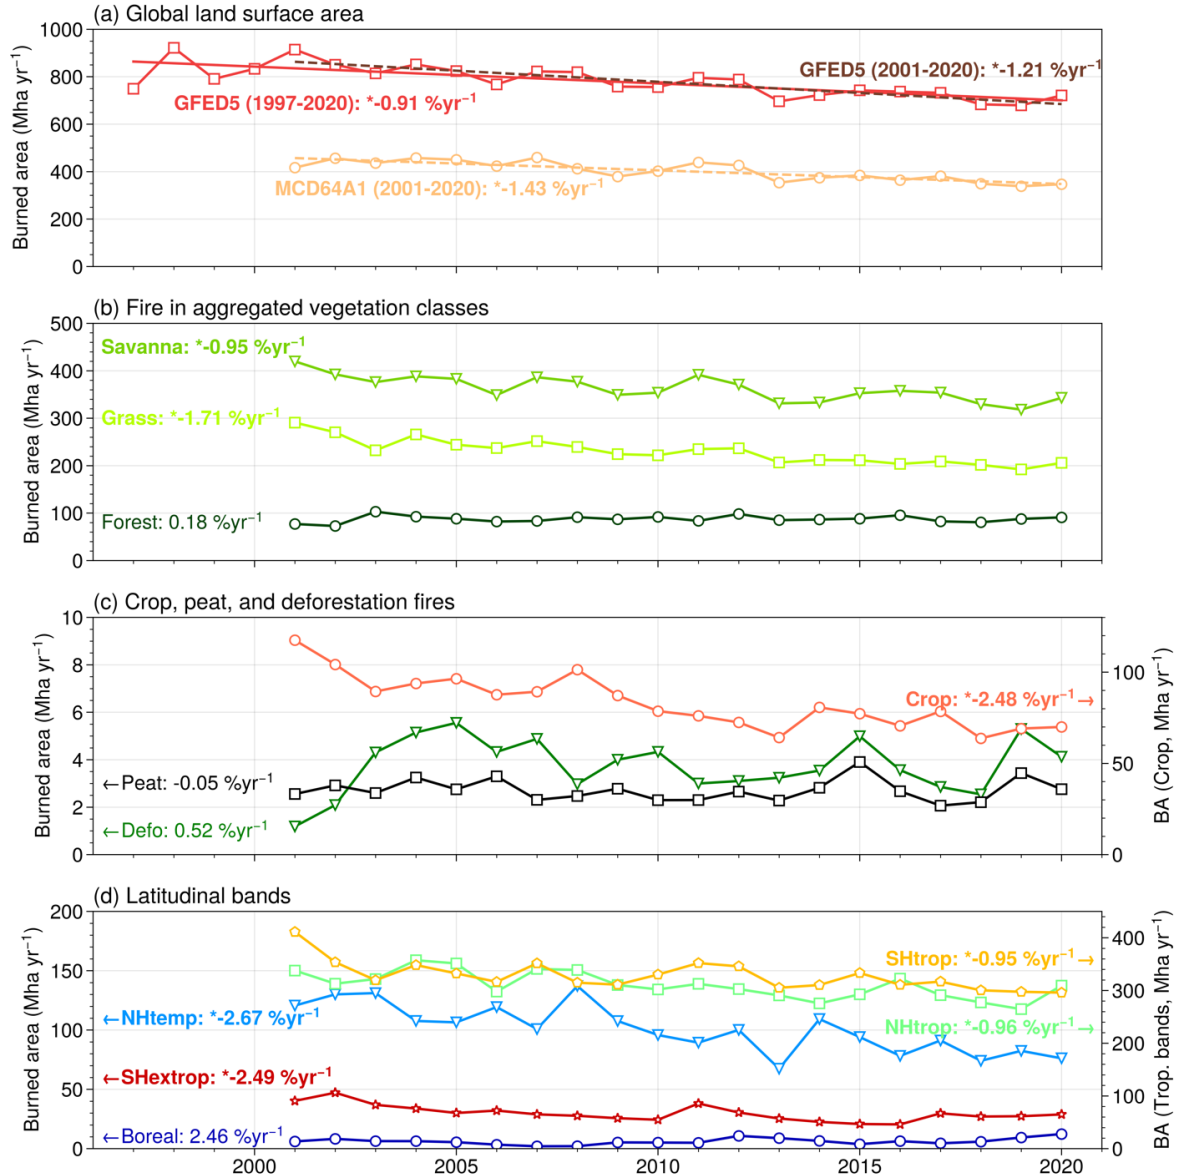 (a) Global land surface area
1000
800
600
400
200
0
Burned area (Mha yr⁻¹)
GFED5 (2001-2020): *-1.21 %yr⁻¹
GFED5 (1997-2020): *-0.91 %yr⁻¹
MCD64A1 (2001-2020): *-1.43 %yr⁻¹
(b) Fire in aggregated vegetation classes
500
400
300
200
100
0
Burned area (Mha yr⁻¹)
Savanna: *-0.95 %yr⁻¹
Grass: *-1.71 %yr⁻¹
Forest: 0.18 %yr⁻¹
(c) Crop, peat, and deforestation fires
10
8
6
4
2
0
Burned area (Mha yr⁻¹)
Crop: *-2.48 %yr⁻¹→
←Peat: -0.05 %yr⁻¹
←Defo: 0.52 %yr⁻¹
100
50
0
BA (Crop, Mha yr⁻¹)
(d) Latitudinal bands
200
150
100
50
0
Burned area (Mha yr⁻¹)
SHtrop: *-0.95 %yr⁻¹→
←NHtemp: *-2.67 %yr⁻¹
NHtrop: *-0.96 %yr⁻¹→
←SHextrop: *-2.49 %yr⁻¹
←Boreal: 2.46 %yr⁻¹
400
300
200
100
0
BA (Trop. bands, Mha yr⁻¹)
2000
2005
2010
2015
2020